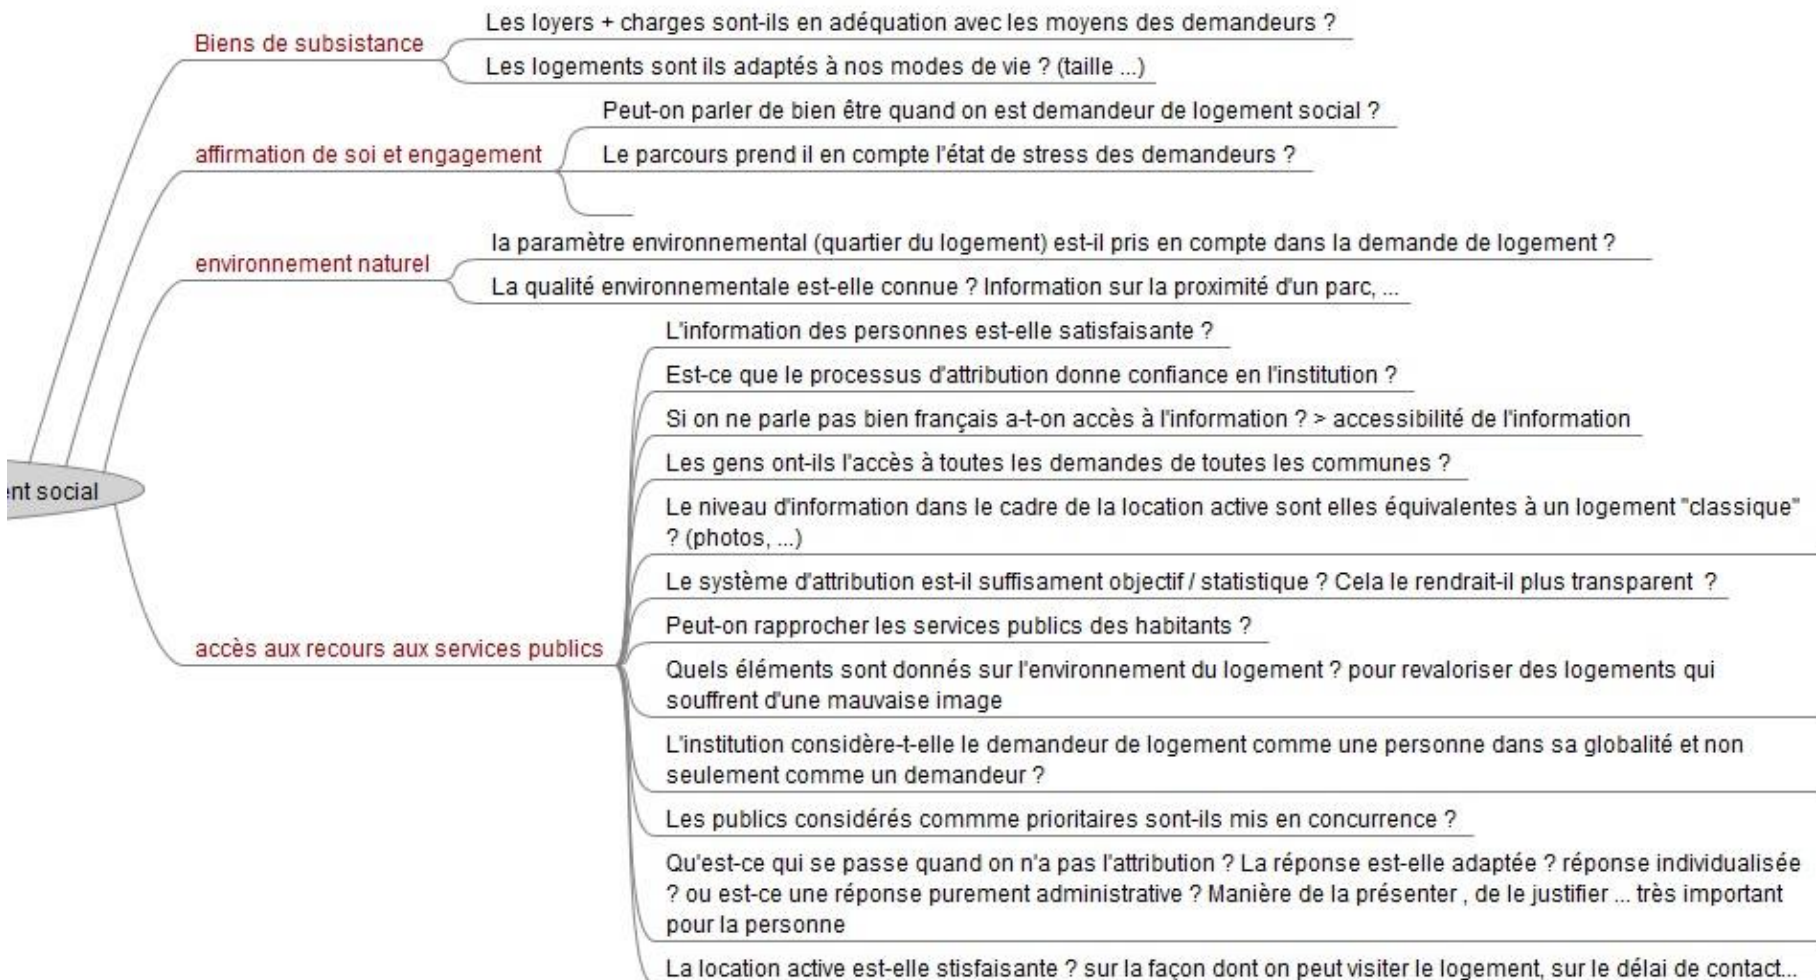 Biens de subsistance
Les loyers + charges sont-ils en adéquation avec les moyens des demandeurs ?
Les logements sont ils adaptés à nos modes de vie ? (taille ...)
affirmation de soi et engagement
Peut-on parler de bien être quand on est demandeur de logement social ?
Le parcours prend il en compte l'état de stress des demandeurs ?
environnement naturel
la paramètre environnemental (quartier du logement) est-il pris en compte dans la demande de logement ?
La qualité environnementale est-elle connue ? Information sur la proximité d'un parc, ...
ent social
accès aux recours aux services publics
L'information des personnes est-elle satisfaisante ?
Est-ce que le processus d'attribution donne confiance en l'institution ?
Si on ne parle pas bien français a-t-on accès à l'information ? > accessibilité de l'information
Les gens ont-ils l'accès à toutes les demandes de toutes les communes ?
Le niveau d'information dans le cadre de la location active sont elles équivalentes à un logement "classique"
? (photos, ...)
Le système d'attribution est-il suffisament objectif / statistique ? Cela le rendrait-il plus transparent  ?
Peut-on rapprocher les services publics des habitants ?
Quels éléments sont donnés sur l'environnement du logement ? pour revaloriser des logements qui
souffrent d'une mauvaise image
L'institution considère-t-elle le demandeur de logement comme une personne dans sa globalité et non
seulement comme un demandeur ?
Les publics considérés commme prioritaires sont-ils mis en concurrence ?
Qu'est-ce qui se passe quand on n'a pas l'attribution ? La réponse est-elle adaptée ? réponse individualisée
? ou est-ce une réponse purement administrative ? Manière de la présenter , de le justifier ... très important
pour la personne
La location active est-elle stisfaisante ? sur la façon dont on peut visiter le logement, sur le délai de contact...